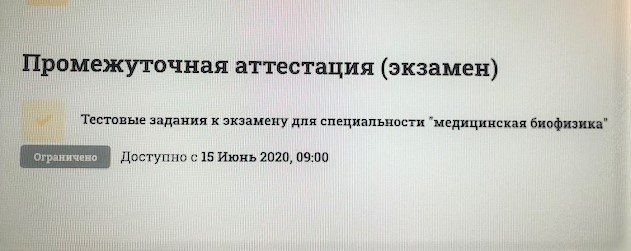 Промежуточная аттестация (экзамен)
Тестовые задания к экзамену для специальности "медицинская биофизика"
Ограничено Доступно с 15 Июнь 2020, 09:00